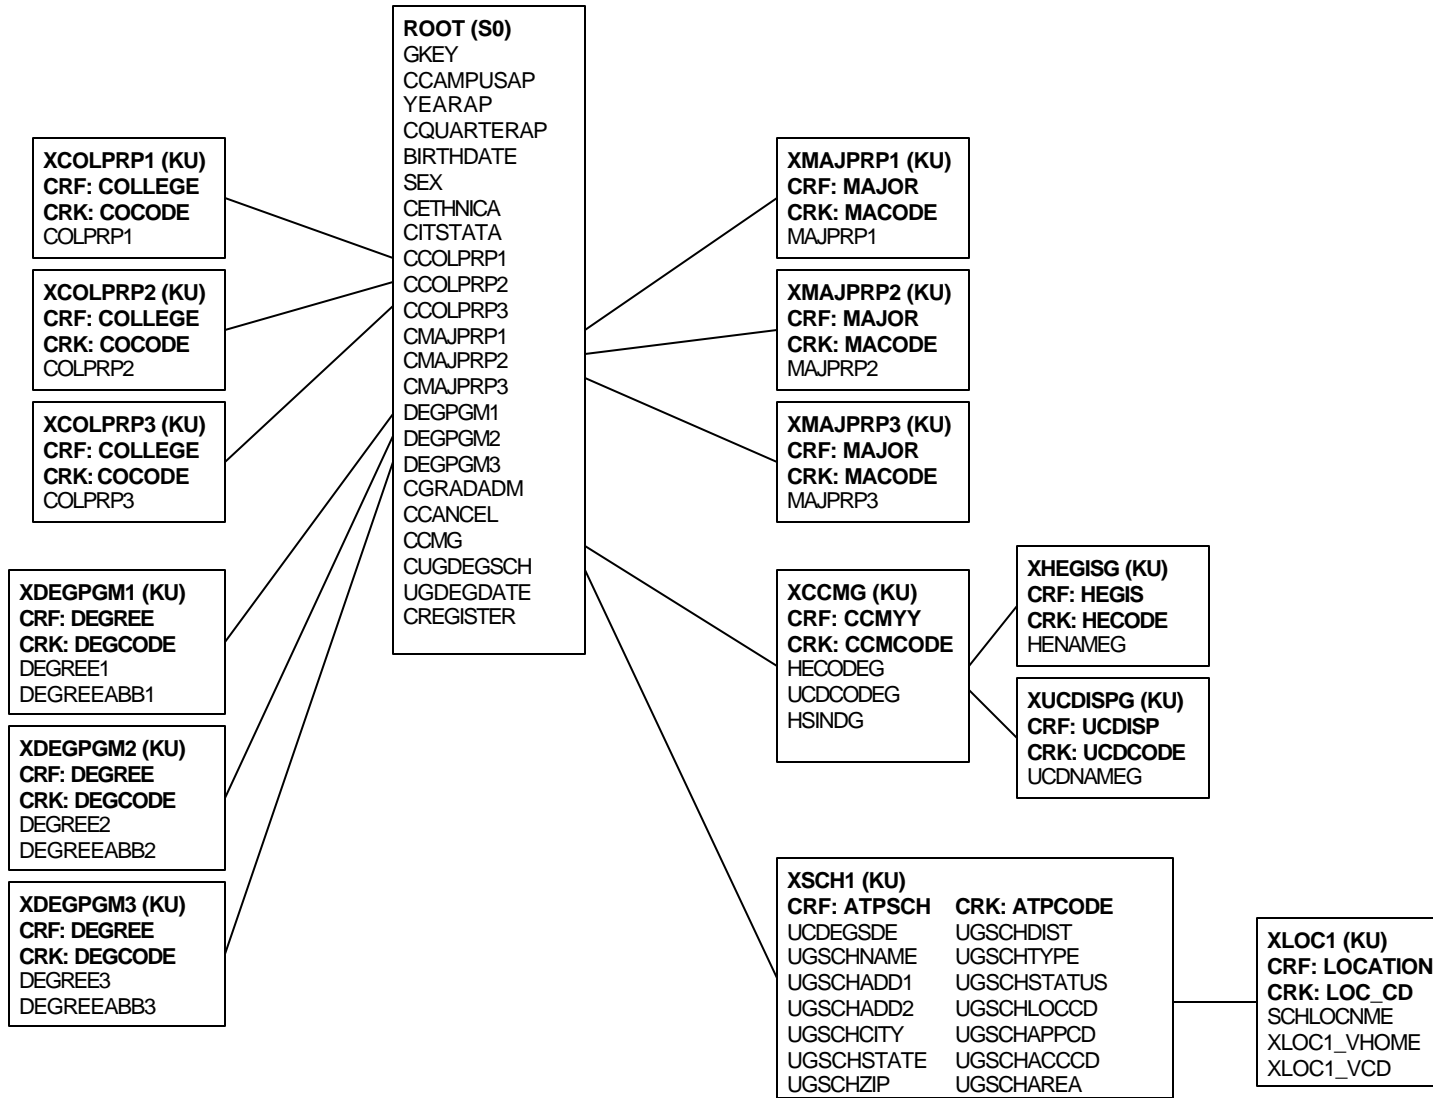 ROOT (S0)
GKEY
CCAMPUSAP
YEARAP
CQUARTERAP
BIRTHDATE
SEX
CETHNICA
CITSTATA
CCOLPRP1
CCOLPRP2
CCOLPRP3
CMAJPRP1
CMAJPRP2
CMAJPRP3
DEGPGM1
DEGPGM2
DEGPGM3
CGRADADM
CCANCEL
CCMG
CUGDEGSCH
UGDEGDATE
CREGISTER
XCOLPRP1 (KU)
CRF: COLLEGE
CRK: COCODE
COLPRP1
XCOLPRP2 (KU)
CRF: COLLEGE
CRK: COCODE
COLPRP2
XCOLPRP3 (KU)
CRF: COLLEGE
CRK: COCODE
COLPRP3
XDEGPGM1 (KU)
CRF: DEGREE
CRK: DEGCODE
DEGREE1
DEGREEABB1
XDEGPGM2 (KU)
CRF: DEGREE
CRK: DEGCODE
DEGREE2
DEGREEABB2
XDEGPGM3 (KU)
CRF: DEGREE
CRK: DEGCODE
DEGREE3
DEGREEABB3
XMAJPRP1 (KU)
CRF: MAJOR
CRK: MACODE
MAJPRP1
XMAJPRP2 (KU)
CRF: MAJOR
CRK: MACODE
MAJPRP2
XMAJPRP3 (KU)
CRF: MAJOR
CRK: MACODE
MAJPRP3
XCCMG (KU)
CRF: CCMYY
CRK: CCMCODE
HECODEG
UCDCODEG
HSINDG
XHEGISG (KU)
CRF: HEGIS
CRK: HECODE
HENAMEG
XUCDISPG (KU)
CRF: UCDISP
CRK: UCDCODE
UCDNAMEG
XSCH1 (KU)
CRF: ATPSCH CRK: ATPCODE
UCDEGSDE UGSCHDIST
UGSCHNAME UGSCHTYPE
UGSCHADD1 UGSCHSTATUS
UGSCHADD2 UGSCHLOCCD
UGSCHCITY UGSCHAPPCD
UGSCHSTATE UGSCHACCCD
UGSCHZIP UGSCHAREA
XLOC1 (KU)
CRF: LOCATION
CRK: LOC_CD
SCHLOCNME
XLOC1_VHOME
XLOC1_VCD